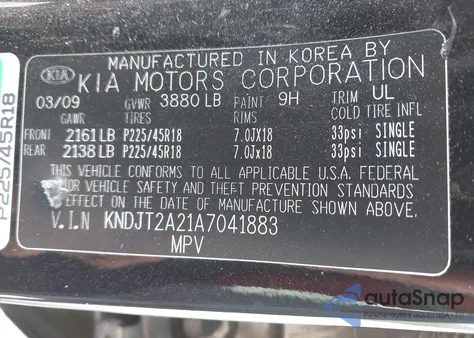 MANUFACTURED IN KOREA BY
KIA KIA MOTORS CORPORATION
03/09 GVWR 3880 LB PAINT 9H TRIM UL
GAWR TIRES RIMS COLD TIRE INFL
FRONT 2161 LB P225/45R18 7.0JX18 33psi SINGLE
REAR 2138 LB P225/45R18 7.0Jx18 33psi SINGLE
THIS VEHICLE CONFORMS TO ALL APPLICABLE U.S.A. FEDERAL
MOTOR VEHICLE SAFETY AND THEFT PREVENTION STANDARDS
EFFECT ON THE DATE OF MANUFACTURE SHOWN ABOVE.
V.I.N KNDJT2A21A7041883
MPV
P225/45R18
autoSnap